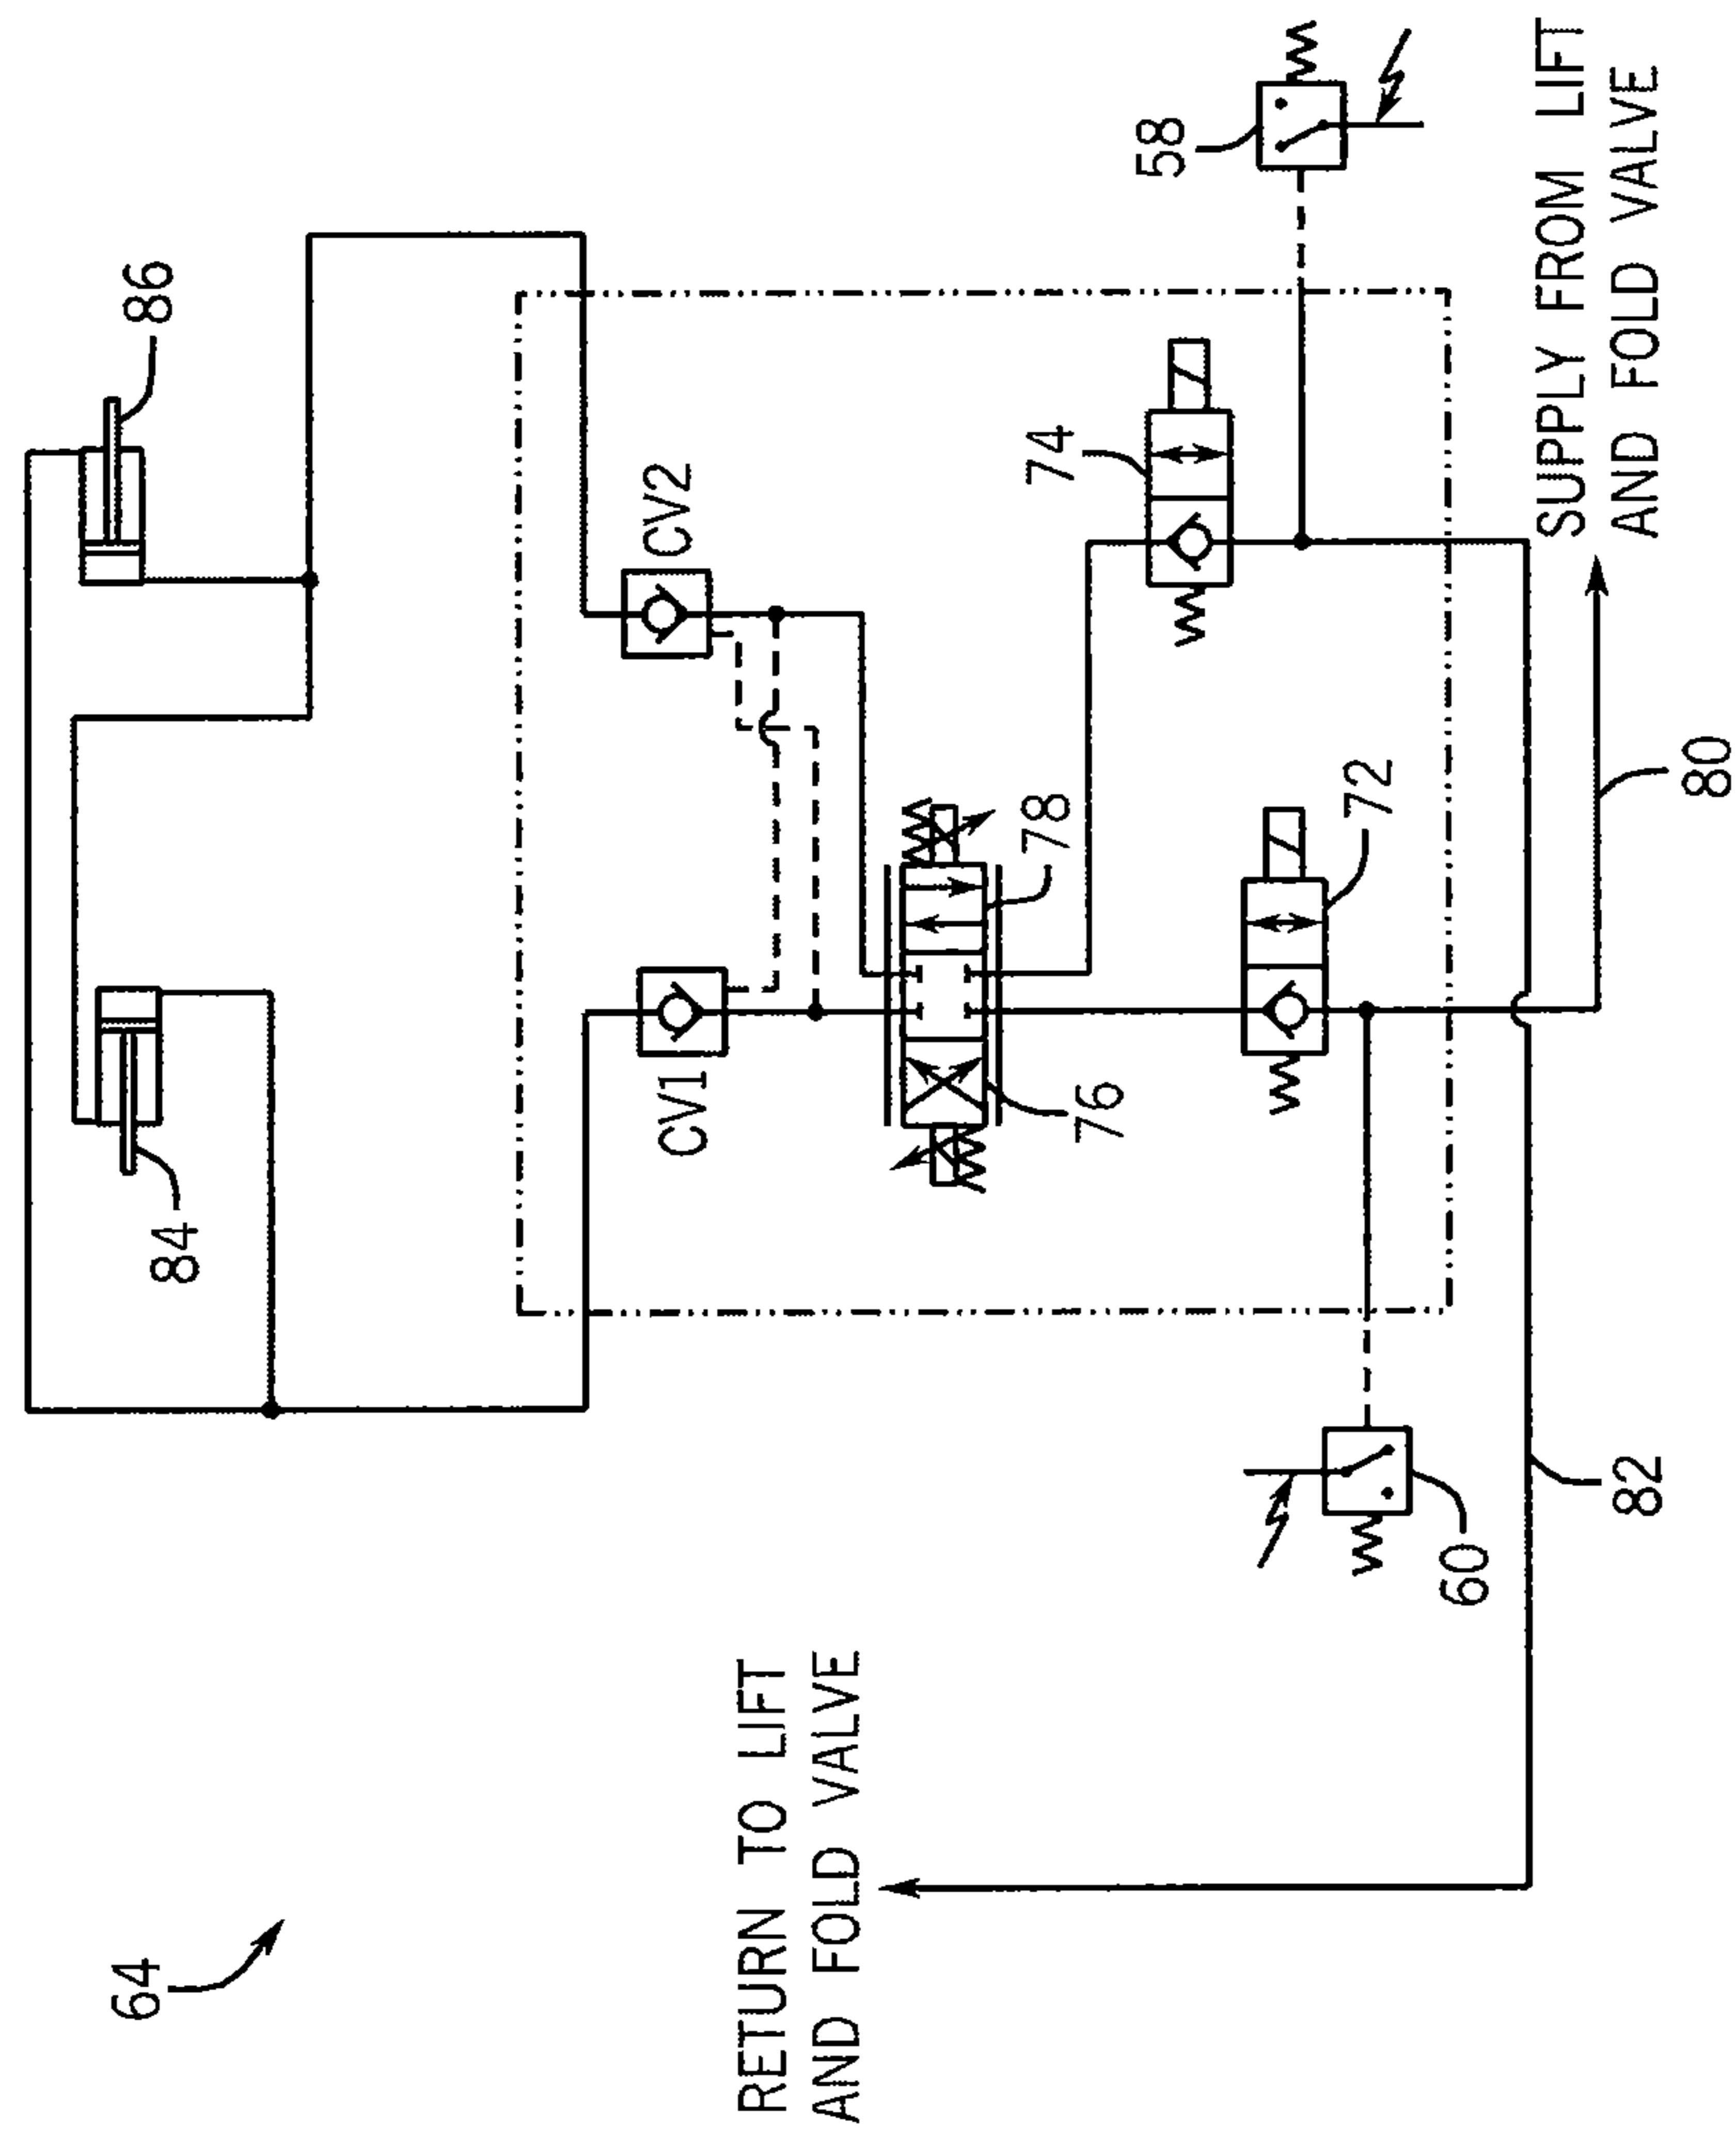 64
84
86
CV1
CV2
76
78
74
72
58
60
82
80
RETURN TO LIFT
AND FOLD VALVE
SUPPLY FROM LIFT
AND FOLD VALVE